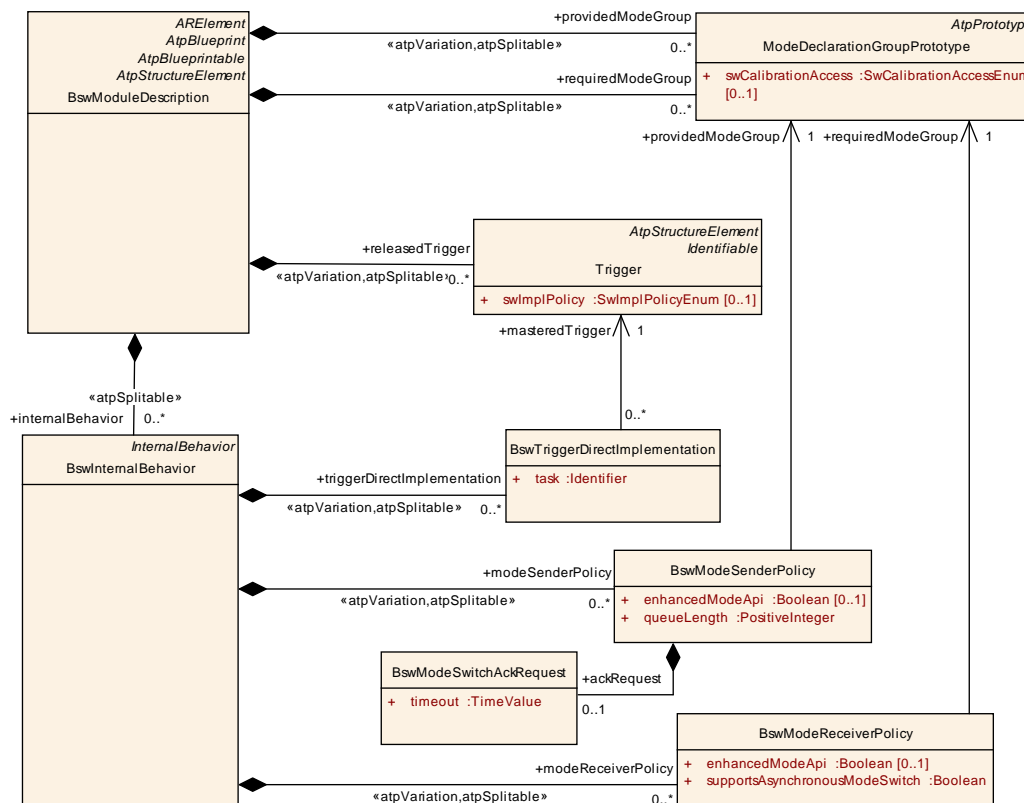 ARElement
AtpBlueprint
AtpBlueprintable
AtpStructureElement
BswModuleDescription
+providedModeGroup
«atpVariation,atpSplitable»
0..*
+requiredModeGroup
«atpVariation,atpSplitable»
0..*
AtpPrototyp
ModeDeclarationGroupPrototype
+ swCalibrationAccess :SwCalibrationAccessEnum
[0..1]
+providedModeGroup
1
+requiredModeGroup
1
+releasedTrigger
«atpVariation,atpSplitable»
0..*
AtpStructureElement
Identifiable
Trigger
+ swImplPolicy :SwImplPolicyEnum [0..1]
+masteredTrigger
1
«atpSplitable»
+internalBehavior
0..*
0..*
InternalBehavior
BswInternalBehavior
+triggerDirectImplementation
«atpVariation,atpSplitable»
0..*
BswTriggerDirectImplementation
+ task :Identifier
+modeSenderPolicy
«atpVariation,atpSplitable»
0..*
BswModeSenderPolicy
+ enhancedModeApi :Boolean [0..1]
+ queueLength :PositiveInteger
BswModeSwitchAckRequest
+ timeout :TimeValue
+ackRequest
0..1
+modeReceiverPolicy
«atpVariation,atpSplitable»
0..*
BswModeReceiverPolicy
+ enhancedModeApi :Boolean [0..1]
+ supportsAsynchronousModeSwitch :Boolean